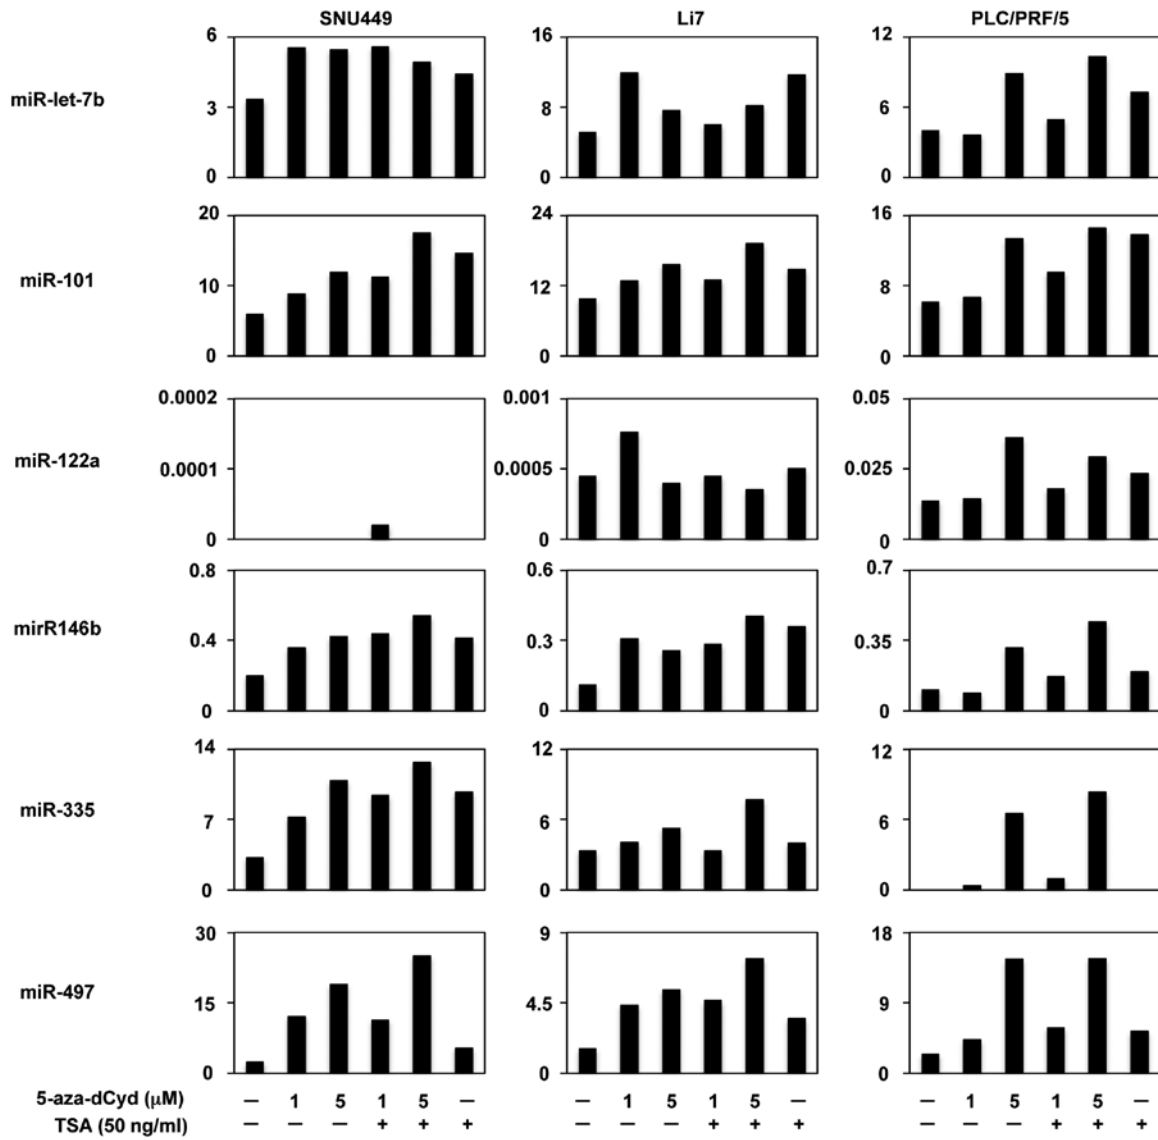 SNU449 Li7 PLC/PRF/5
6 16 12
miR-let-7b
3 8 6
0 0 0
20 24 16
miR-101
10 12 8
0 0 0
0.0002 0.001 0.05
miR-122a
0.0001 0.0005 0.025
0 0 0
0.8 0.6 0.7
mirR146b
0.4 0.3 0.35
0 0 0
14 12 12
miR-335
7 6 6
0 0 0
30 9 18
miR-497
15 4.5 9
0 0 0
5-aza-dCyd (μM) – 1 5 1 5 – – 1 5 1 5 – – 1 5 1 5 –
TSA (50 ng/ml) – – – + + + – – – + + + – – – + + +